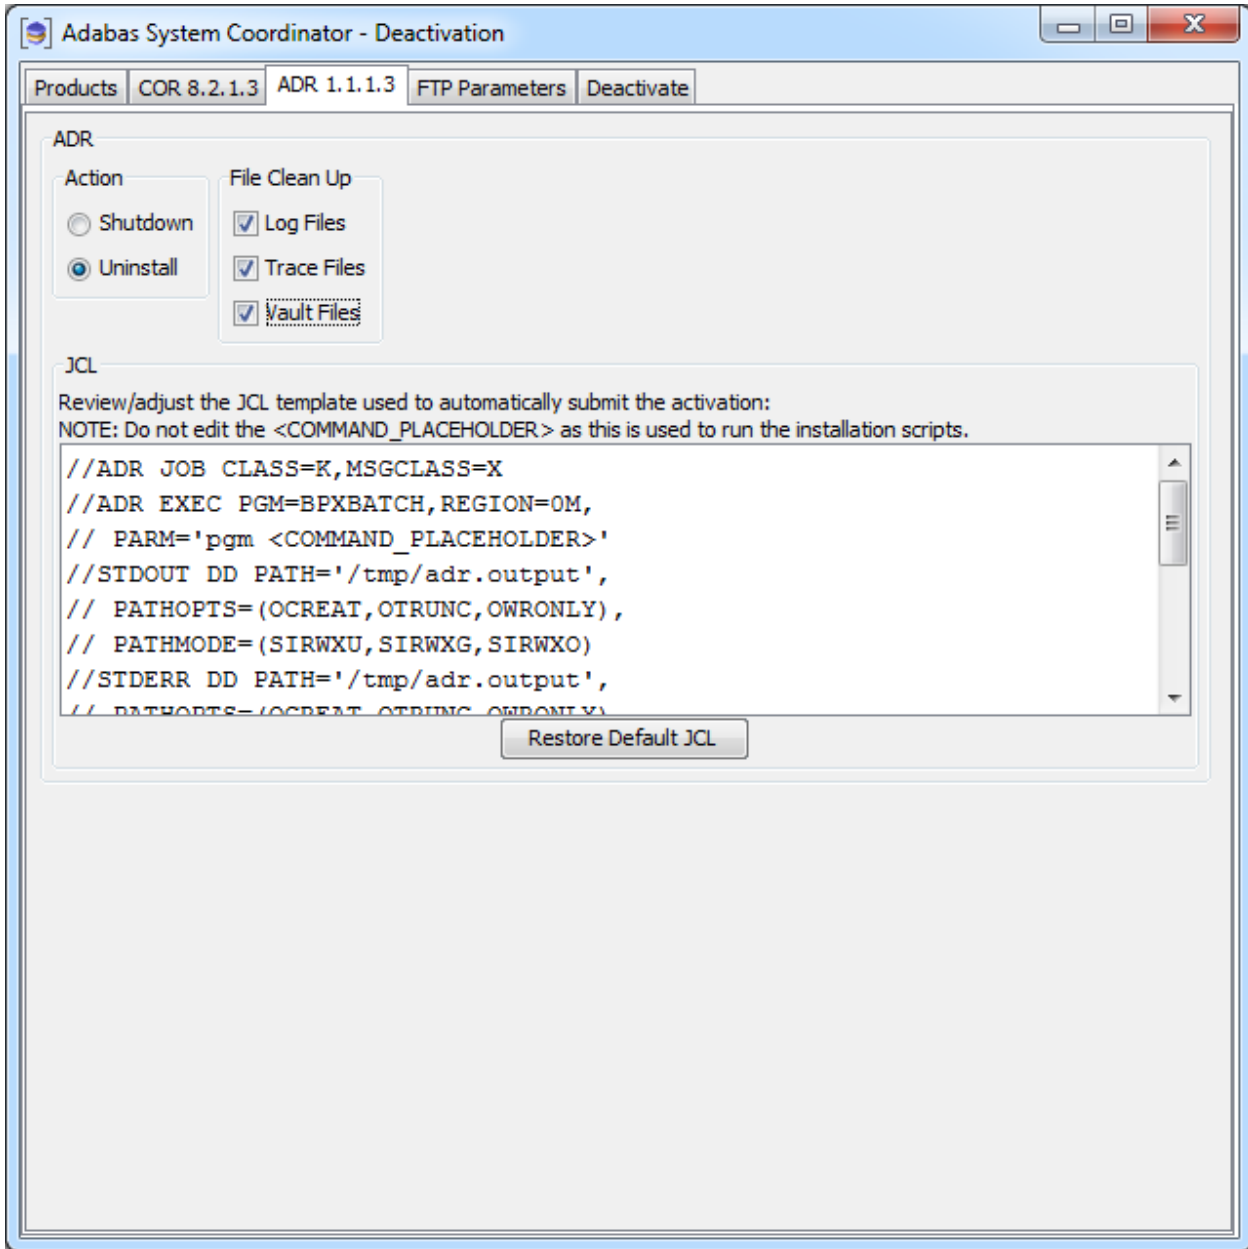 Adabas System Coordinator - Deactivation
Products COR 8.2.1.3 ADR 1.1.1.3 FTP Parameters Deactivate
ADR
Action File Clean Up
Shutdown Log Files
Uninstall Trace Files
Vault Files
JCL
Review/adjust the JCL template used to automatically submit the activation:
NOTE: Do not edit the <COMMAND_PLACEHOLDER> as this is used to run the installation scripts.
//ADR JOB CLASS=K,MSGCLASS=X
//ADR EXEC PGM=BPXBATCH,REGION=0M,
// PARM='pgm <COMMAND_PLACEHOLDER>'
//STDOUT DD PATH='/tmp/adr.output',
// PATHOPTS=(OCREAT,OTRUNC,OWRONLY),
// PATHMODE=(SIRWXU,SIRWXG,SIRWXO)
//STDERR DD PATH='/tmp/adr.output',
// PATHOPTS=(OCREAT,OTRUNC,OWRONLY)
Restore Default JCL